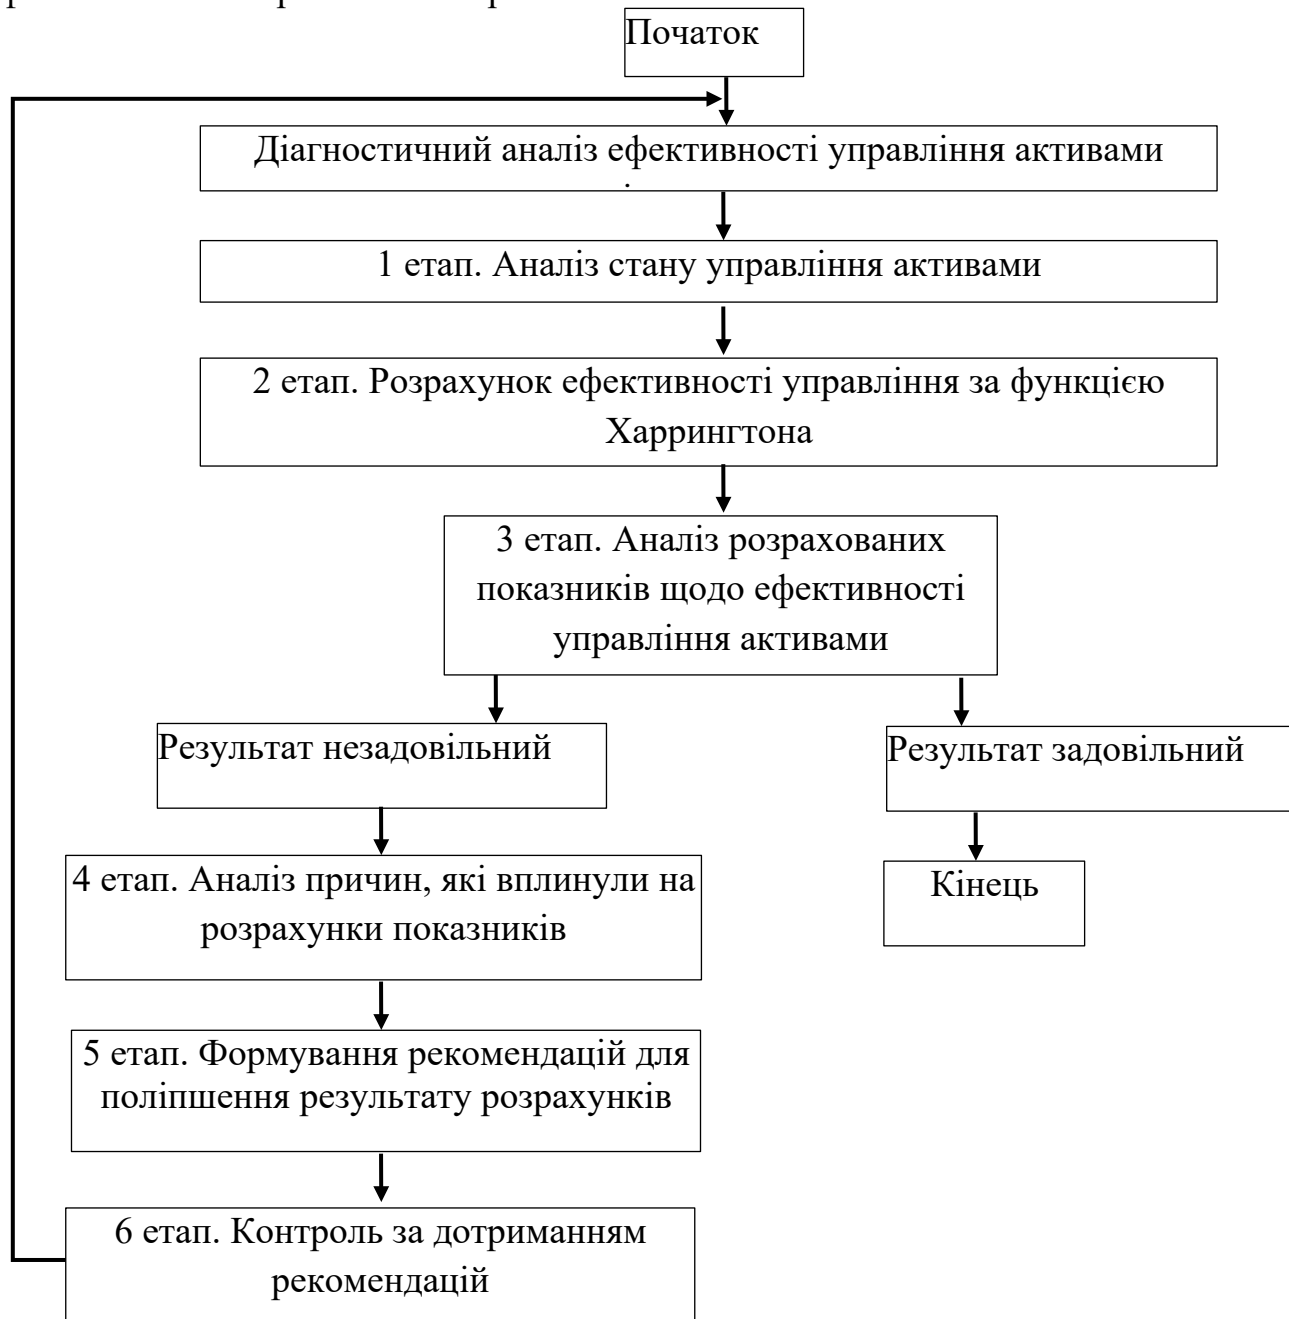 Початок
Діагностичний аналіз ефективності управління активами
1 етап. Аналіз стану управління активами
2 етап. Розрахунок ефективності управління за функцією
Харрингтона
3 етап. Аналіз розрахованих
показників щодо ефективності
управління активами
Результат незадовільний
Результат задовільний
4 етап. Аналіз причин, які вплинули на
розрахунки показників
Кінець
5 етап. Формування рекомендацій для
поліпшення результату розрахунків
6 етап. Контроль за дотриманням
рекомендацій